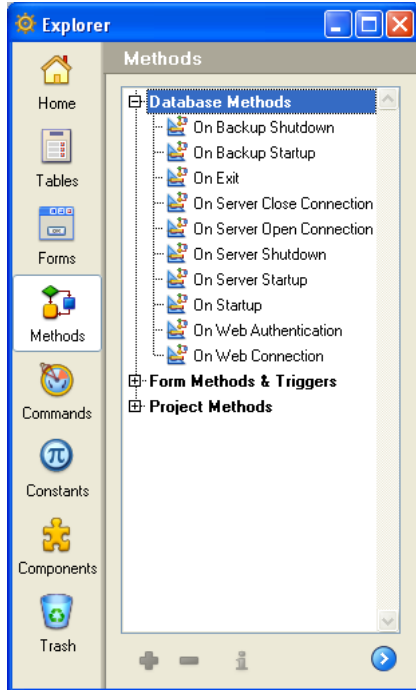 Explorer
Methods
Home
Tables
Forms
Methods
Commands
Constants
Components
Trash
Database Methods
On Backup Shutdown
On Backup Startup
On Exit
On Server Close Connection
On Server Open Connection
On Server Shutdown
On Server Startup
On Startup
On Web Authentication
On Web Connection
Form Methods & Triggers
Project Methods